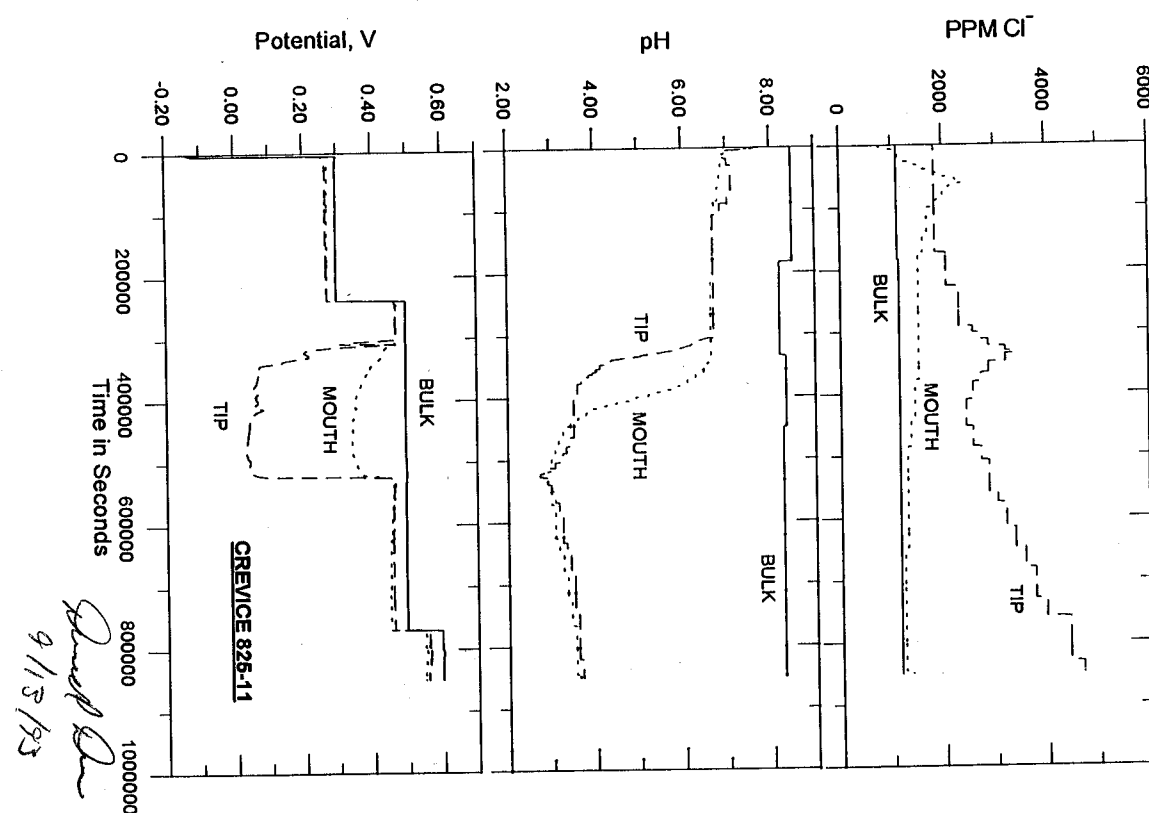 PPM Cl⁻
6000
4000
2000
0
BULK
MOUTH
TIP
pH
8.00
6.00
4.00
2.00
TIP
MOUTH
BULK
Potential, V
0.60
0.40
0.20
0.00
-0.20
BULK
MOUTH
TIP
CREVICE 825-11
0 200000 400000 600000 800000 1000000
Time in Seconds
9/13/93